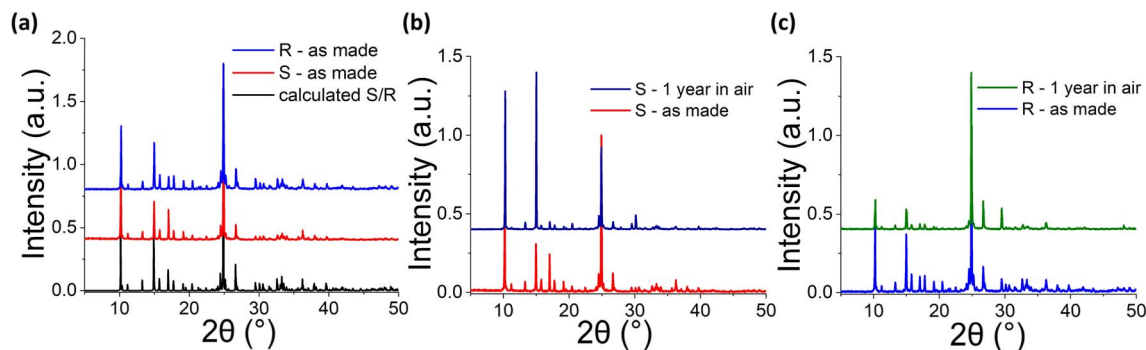 (a)
2.0
1.5
1.0
0.5
0.0
Intensity (a.u.)
R - as made
S - as made
calculated S/R
10 20 30 40 50
2θ (°)
(b)
1.5
1.0
0.5
0.0
Intensity (a.u.)
S - 1 year in air
S - as made
10 20 30 40 50
2θ (°)
(c)
1.5
1.0
0.5
0.0
Intensity (a.u.)
R - 1 year in air
R - as made
10 20 30 40 50
2θ (°)